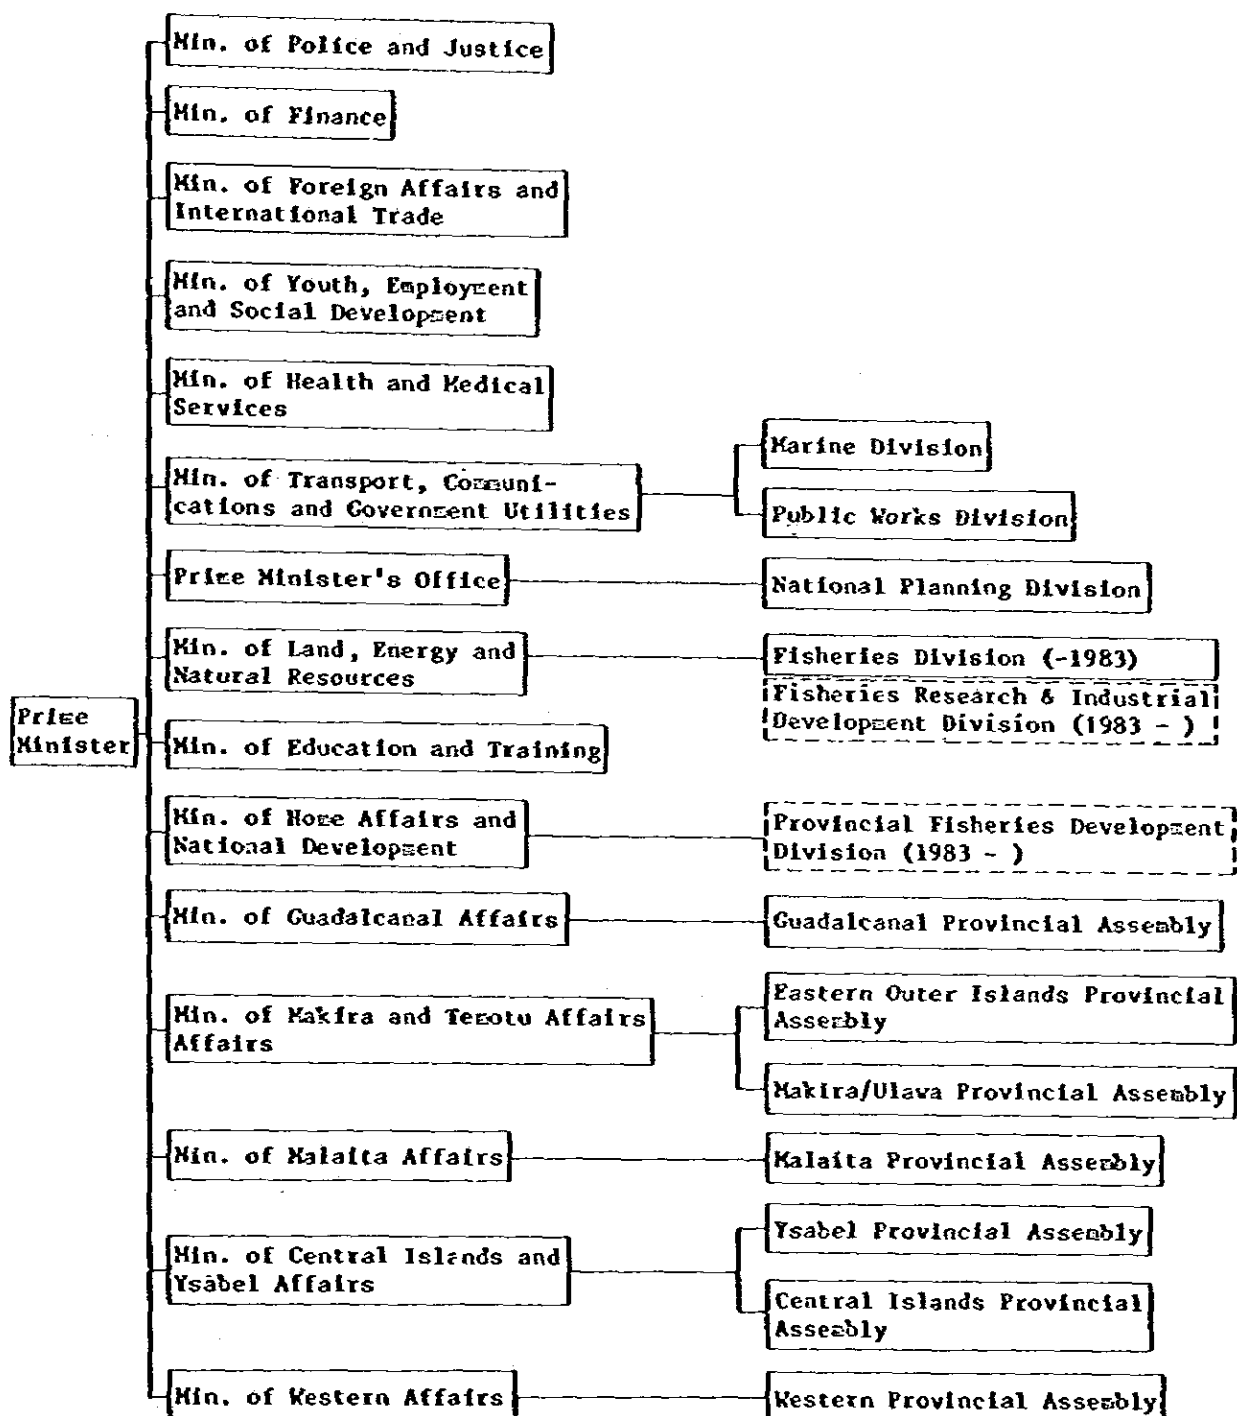 Min. of Police and Justice
Min. of Finance
Min. of Foreign Affairs and
International Trade
Min. of Youth, Employment
and Social Development
Min. of Health and Medical
Services
Min. of Transport, Communi-
cations and Government Utilities
Marine Division
Public Works Division
Prime Minister's Office
National Planning Division
Min. of Land, Energy and
Natural Resources
Fisheries Division (-1983)
Fisheries Research & Industrial
Development Division (1983 - )
Prime
Minister
Min. of Education and Training
Min. of Home Affairs and
National Development
Provincial Fisheries Development
Division (1983 - )
Min. of Guadalcanal Affairs
Guadalcanal Provincial Assembly
Min. of Makira and Temotu Affairs
Affairs
Eastern Outer Islands Provincial
Assembly
Makira/Ulawa Provincial Assembly
Min. of Malaita Affairs
Malaita Provincial Assembly
Min. of Central Islands and
Ysabel Affairs
Ysabel Provincial Assembly
Central Islands Provincial
Assembly
Min. of Western Affairs
Western Provincial Assembly